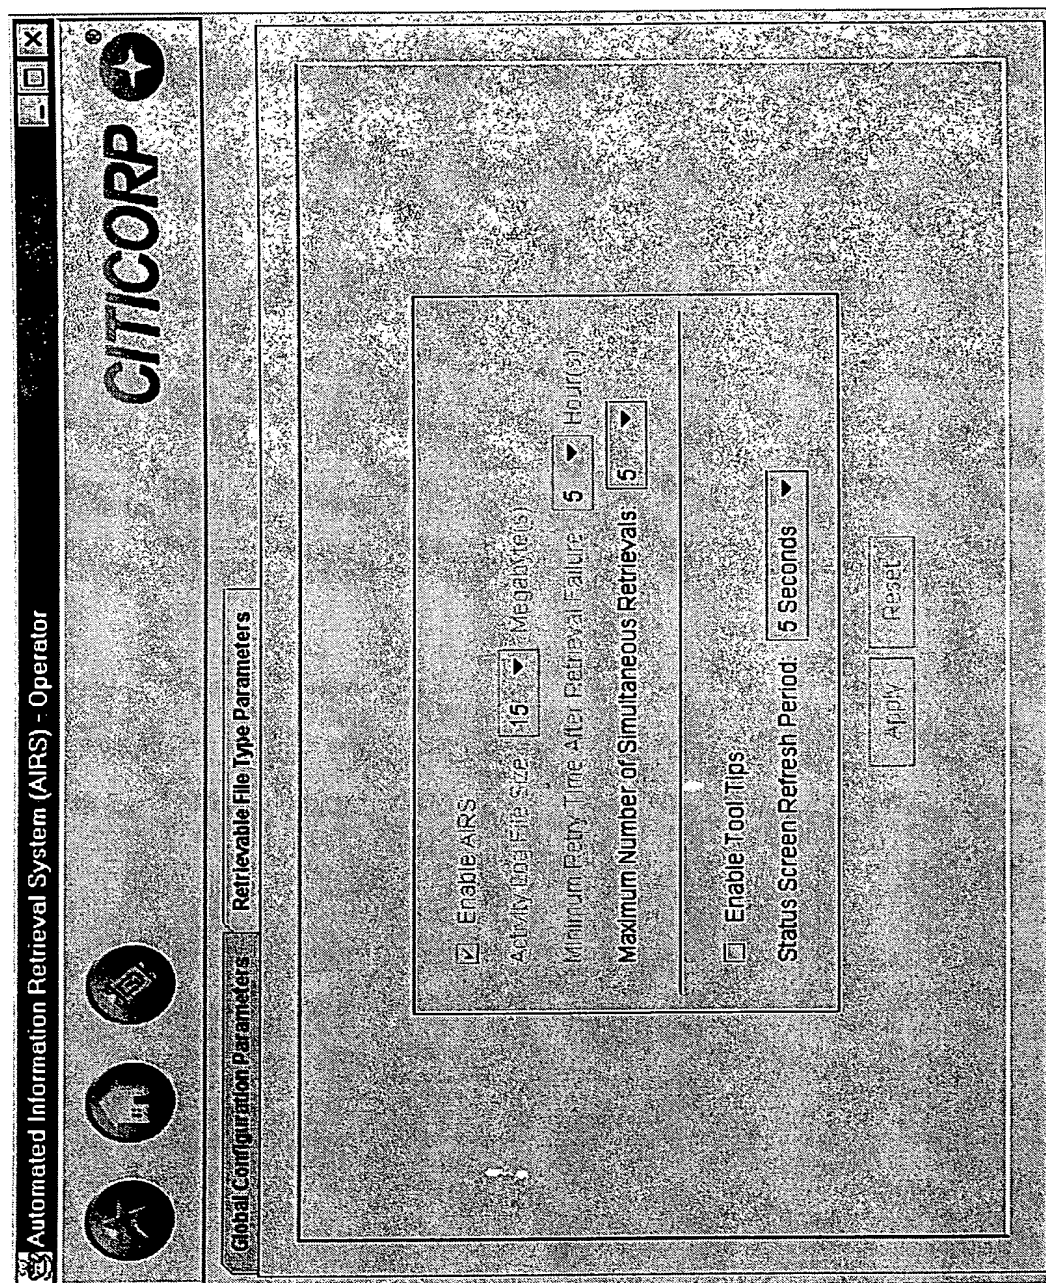 Automated Information Retrieval System (AIRS) - Operator
CITICORP ®
Global Configuration Parameters Retrievable File Type Parameters
Enable AIRS
Activity Log File Size: 15 Megabyte(s)
Minimum Retry Time After Retrieval Failure: 5 Hour(s)
Maximum Number of Simultaneous Retrievals: 5
Enable Tool Tips
Status Screen Refresh Period: 5 Seconds
Apply Reset